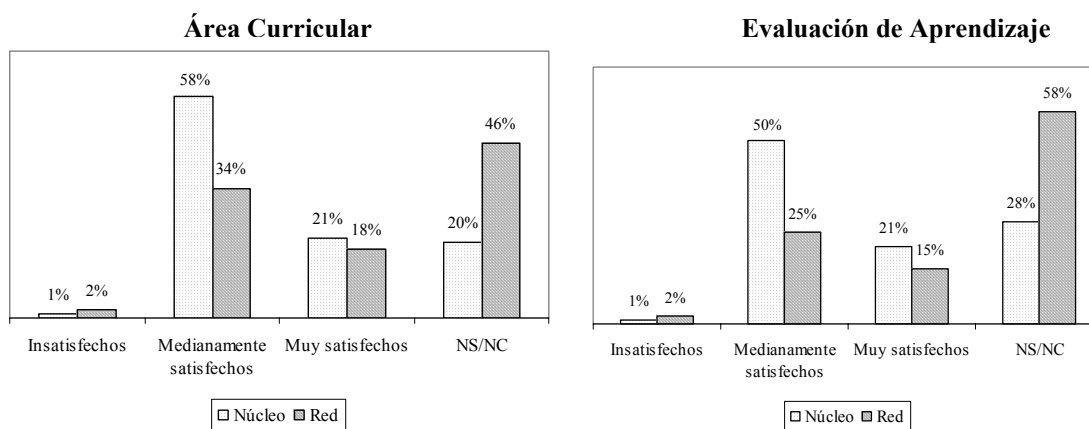 Área Curricular
58%
46%
34%
21%
18%
20%
1%
2%
Insatisfechos
Medianamente
satisfechos
Muy satisfechos
NS/NC
Núcleo Red
Evaluación de Aprendizaje
58%
50%
25%
28%
21%
15%
1%
2%
Insatisfechos
Medianamente
satisfechos
Muy satisfechos
NS/NC
Núcleo Red